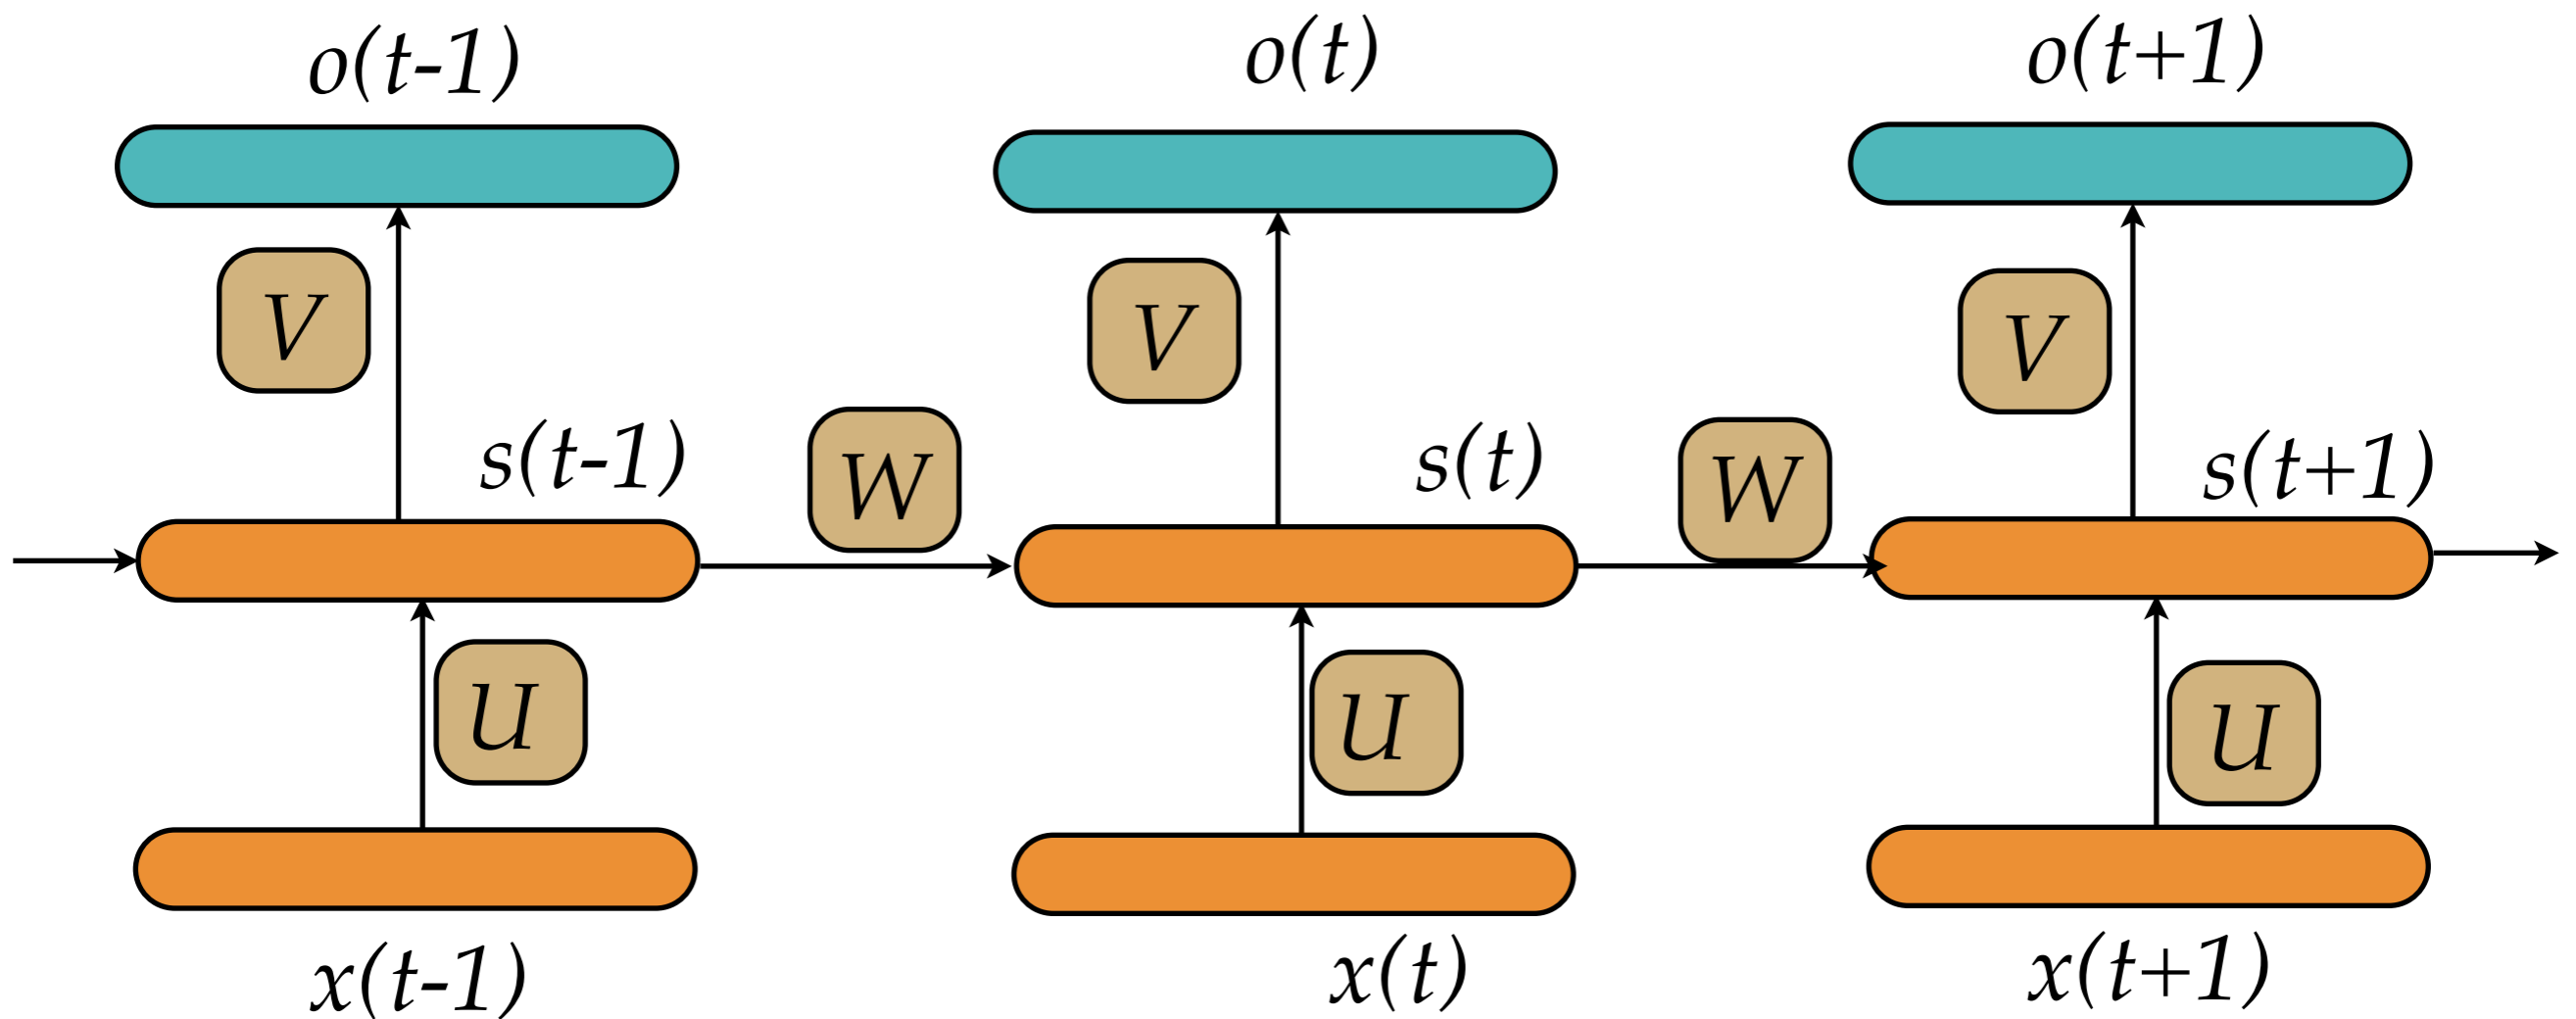 o(t-1) o(t) o(t+1)
V V V
s(t-1) W s(t) W s(t+1)
U U U
x(t-1) x(t) x(t+1)